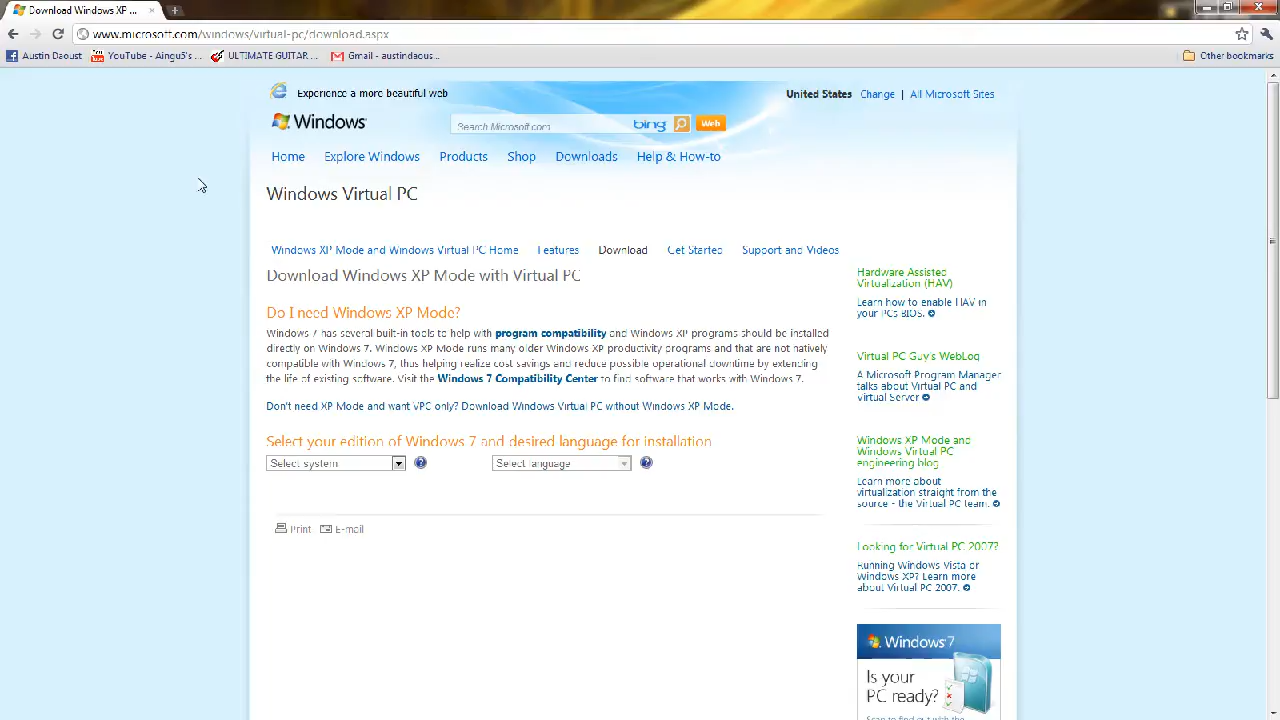 Download Windows XP ...
www.microsoft.com/windows/virtual-pc/download.aspx
Austin Daoust
YouTube - Aingu5's ...
ULTIMATE GUITAR ...
Gmail - austindaous...
Other bookmarks
Experience a more beautiful web
United States Change | All Microsoft Sites
Windows
Search Microsoft.com bing Web
Home Explore Windows Products Shop Downloads Help & How-to
Windows Virtual PC
Windows XP Mode and Windows Virtual PC Home Features Download Get Started Support and Videos
Download Windows XP Mode with Virtual PC
Do I need Windows XP Mode?
Windows 7 has several built-in tools to help with program compatibility and Windows XP programs should be installed
directly on Windows 7. Windows XP Mode runs many older Windows XP productivity programs and that are not natively
compatible with Windows 7, thus helping realize cost savings and reduce possible operational downtime by extending
the life of existing software. Visit the Windows 7 Compatibility Center to find software that works with Windows 7.
Don't need XP Mode and want VPC only? Download Windows Virtual PC without Windows XP Mode.
Select your edition of Windows 7 and desired language for installation
Select system Select language
Print E-mail
Hardware Assisted
Virtualization (HAV)
Learn how to enable HAV in
your PCs BIOS.
Virtual PC Guy's WebLog
A Microsoft Program Manager
talks about Virtual PC and
Virtual Server
Windows XP Mode and
Windows Virtual PC
engineering blog
Learn more about
virtualization straight from the
source - the Virtual PC team.
Looking for Virtual PC 2007?
Running Windows Vista or
Windows XP? Learn more
about Virtual PC 2007.
Windows 7
Is your
PC ready?
Scan to find out with the